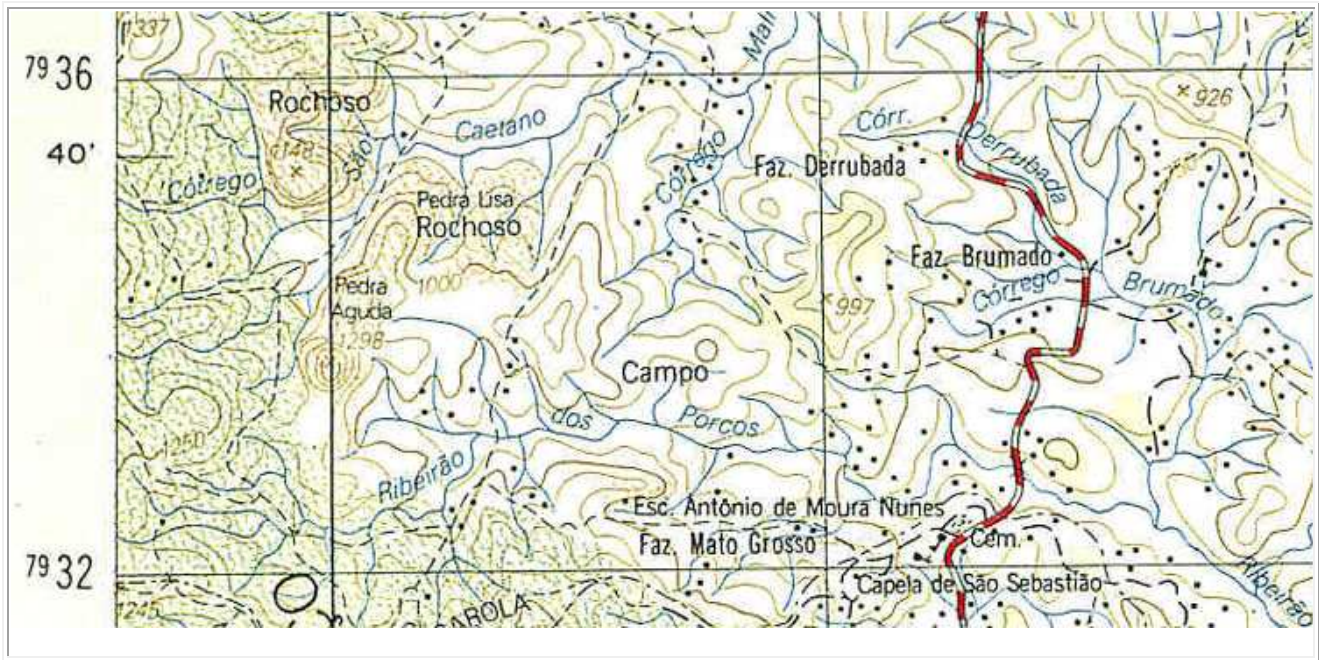 1337
79 36
Rochoso
Caetano
Mall
Córr.
× 926
Derrubada
40'
1148
São
Córrego
Córrego
Faz. Derrubada
Pedra Lisa
Rochoso
Faz. Brumado
Pedra
Aguda
1000
Córrego
Brumado
997
1298
Campo
dos
Porcos
1250
Ribeirão
Esc. Antônio de Moura Nunes
Faz. Mato Grosso
Cem.
79 32
Capela de São Sebastião
Ribeirão
1245